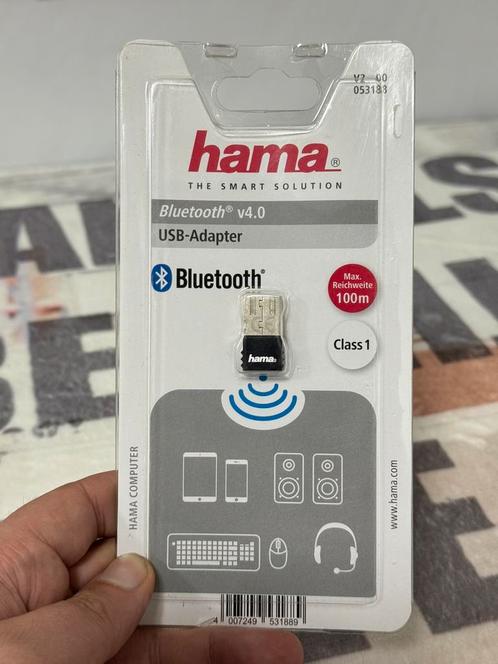 V2 00
053188
hama®
THE SMART SOLUTION
Bluetooth® v4.0
USB-Adapter
Bluetooth®
Max.
Reichweite
100m
hama®
Class 1
HAMA COMPUTER
www.hama.com
4 007249 531889